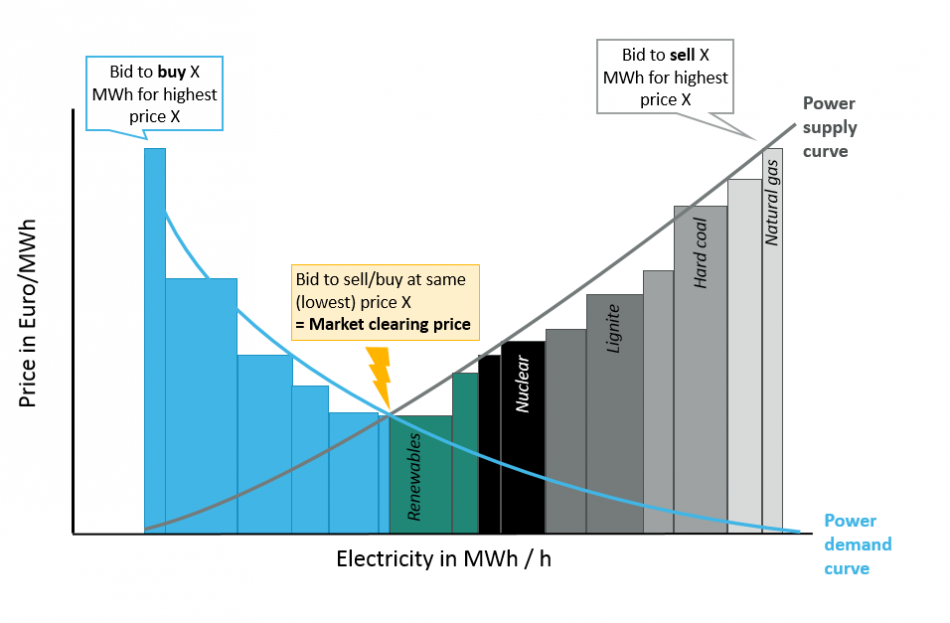 Bid to buy X
MWh for highest
price X
Bid to sell X
MWh for highest
price X
Power
supply
curve
Price in Euro/MWh
Bid to sell/buy at same
(lowest) price X
= Market clearing price
Renewables
Nuclear
Lignite
Hard coal
Natural gas
Electricity in MWh / h
Power
demand
curve